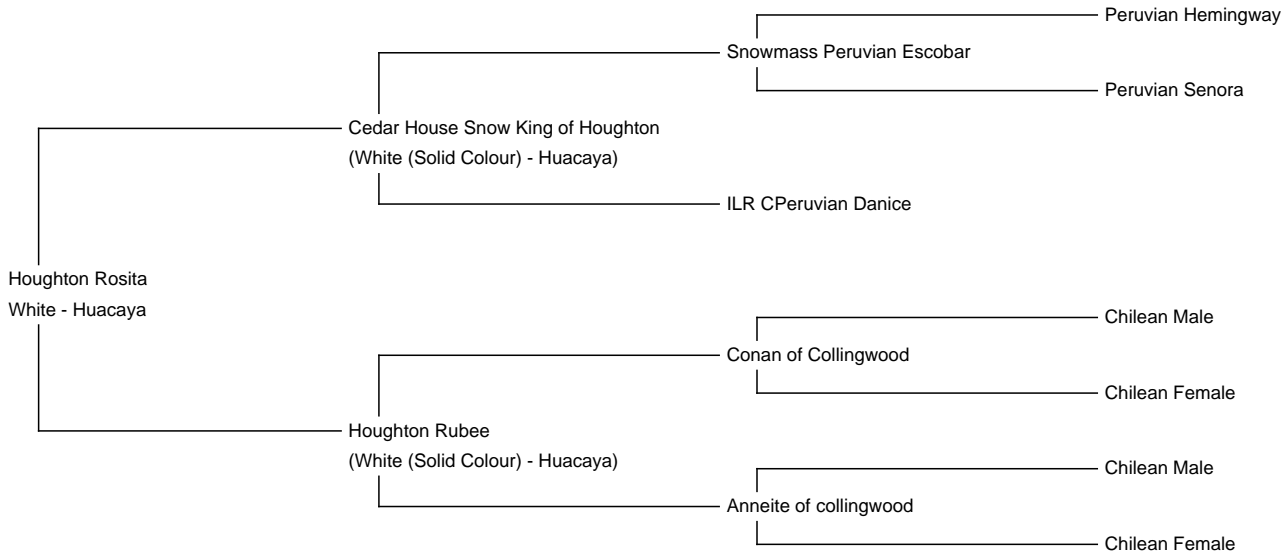 Peruvian Hemingway
Snowmass Peruvian Escobar
Peruvian Senora
Cedar House Snow King of Houghton
(White (Solid Colour) - Huacaya)
ILR CPeruvian Danice
Houghton Rosita
White - Huacaya
Chilean Male
Conan of Collingwood
Chilean Female
Houghton Rubee
(White (Solid Colour) - Huacaya)
Chilean Male
Anneite of collingwood
Chilean Female